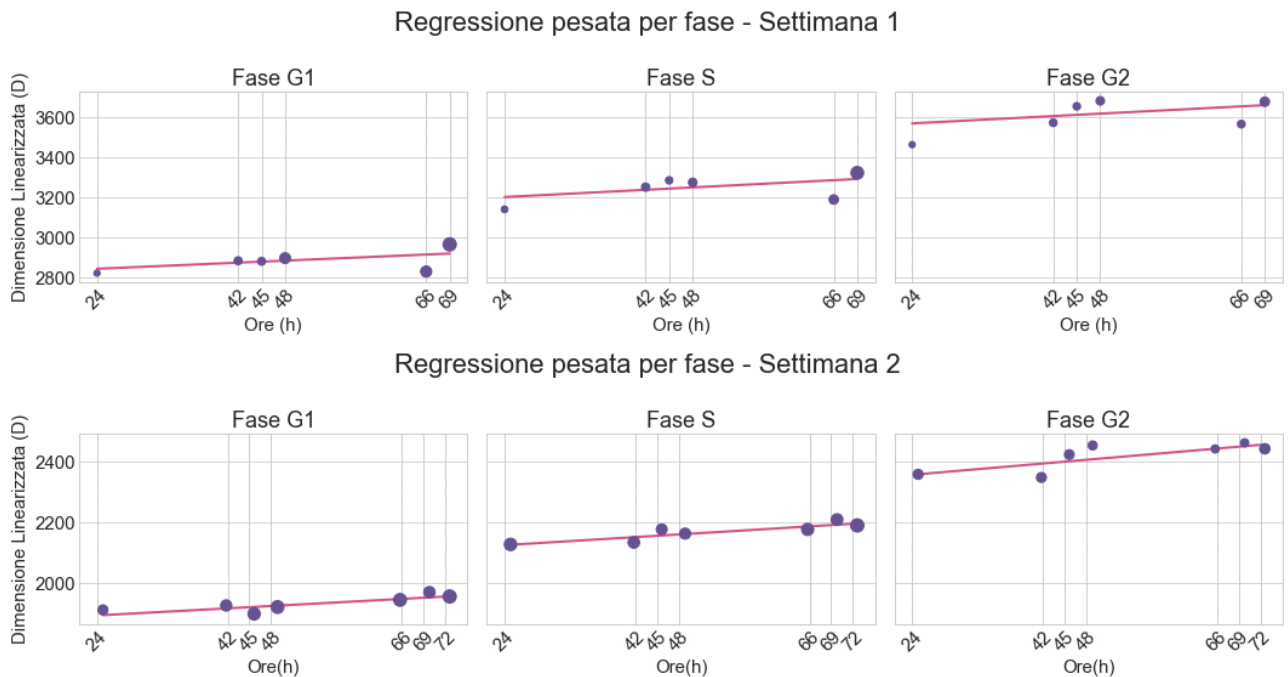 Regressione pesata per fase - Settimana 1
Fase G1
Fase S
Fase G2
Dimensione Linearizzata (D)
3600
3400
3200
3000
2800
24 42 45 48 66 69
24 42 45 48 66 69
24 42 45 48 66 69
Ore (h)
Ore (h)
Ore (h)
Regressione pesata per fase - Settimana 2
Fase G1
Fase S
Fase G2
Dimensione Linearizzata (D)
2400
2200
2000
24 42 45 48 66 69 72
24 42 45 48 66 69 72
24 42 45 48 66 69 72
Ore(h)
Ore(h)
Ore(h)